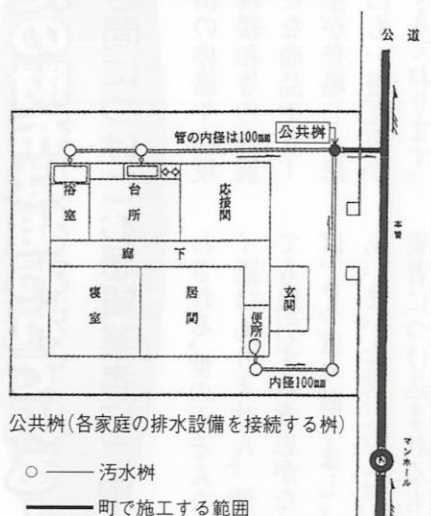 公道
管の内径は100㎜
公共桝
浴室
台所
応接間
廊下
寝室
居間
便所
玄関
本管
内径100㎜
マンホール
公共桝(各家庭の排水設備を接続する桝)
汚水桝
町で施工する範囲